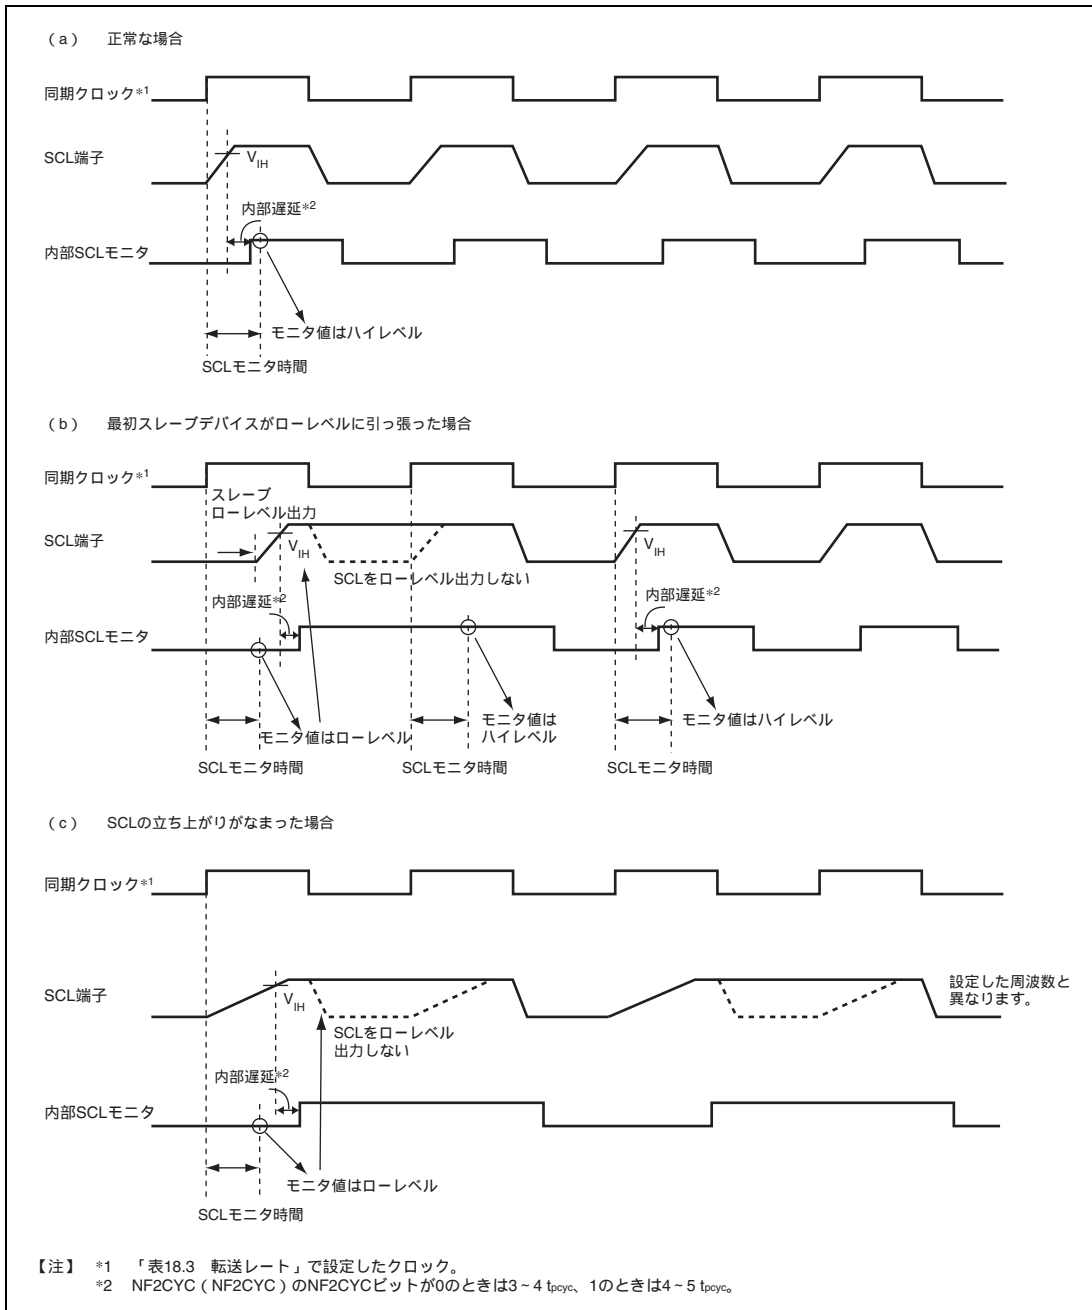 (a) 正常な場合
同期クロック*1
SCL端子
VIH
内部遅延*2
内部SCLモニタ
モニタ値はハイレベル
SCLモニタ時間
(b) 最初スレーブデバイスがローレベルに引っ張った場合
同期クロック*1
スレーブ
ローレベル出力
SCL端子
VIH
VIH
SCLをローレベル出力しない
内部遅延*2
内部遅延*2
内部SCLモニタ
モニタ値はローレベル
モニタ値は
ハイレベル
モニタ値はハイレベル
SCLモニタ時間
SCLモニタ時間
SCLモニタ時間
(c) SCLの立ち上がりがなまった場合
同期クロック*1
SCL端子
VIH
設定した周波数と
異なります。
SCLをローレベル
出力しない
内部遅延*2
内部SCLモニタ
モニタ値はローレベル
SCLモニタ時間
【注】 *1 「表18.3 転送レート」で設定したクロック。
*2 NF2CYC(NF2CYC)のNF2CYCビットが0のときは3~4 tpcyc、1のときは4~5 tpcyc。